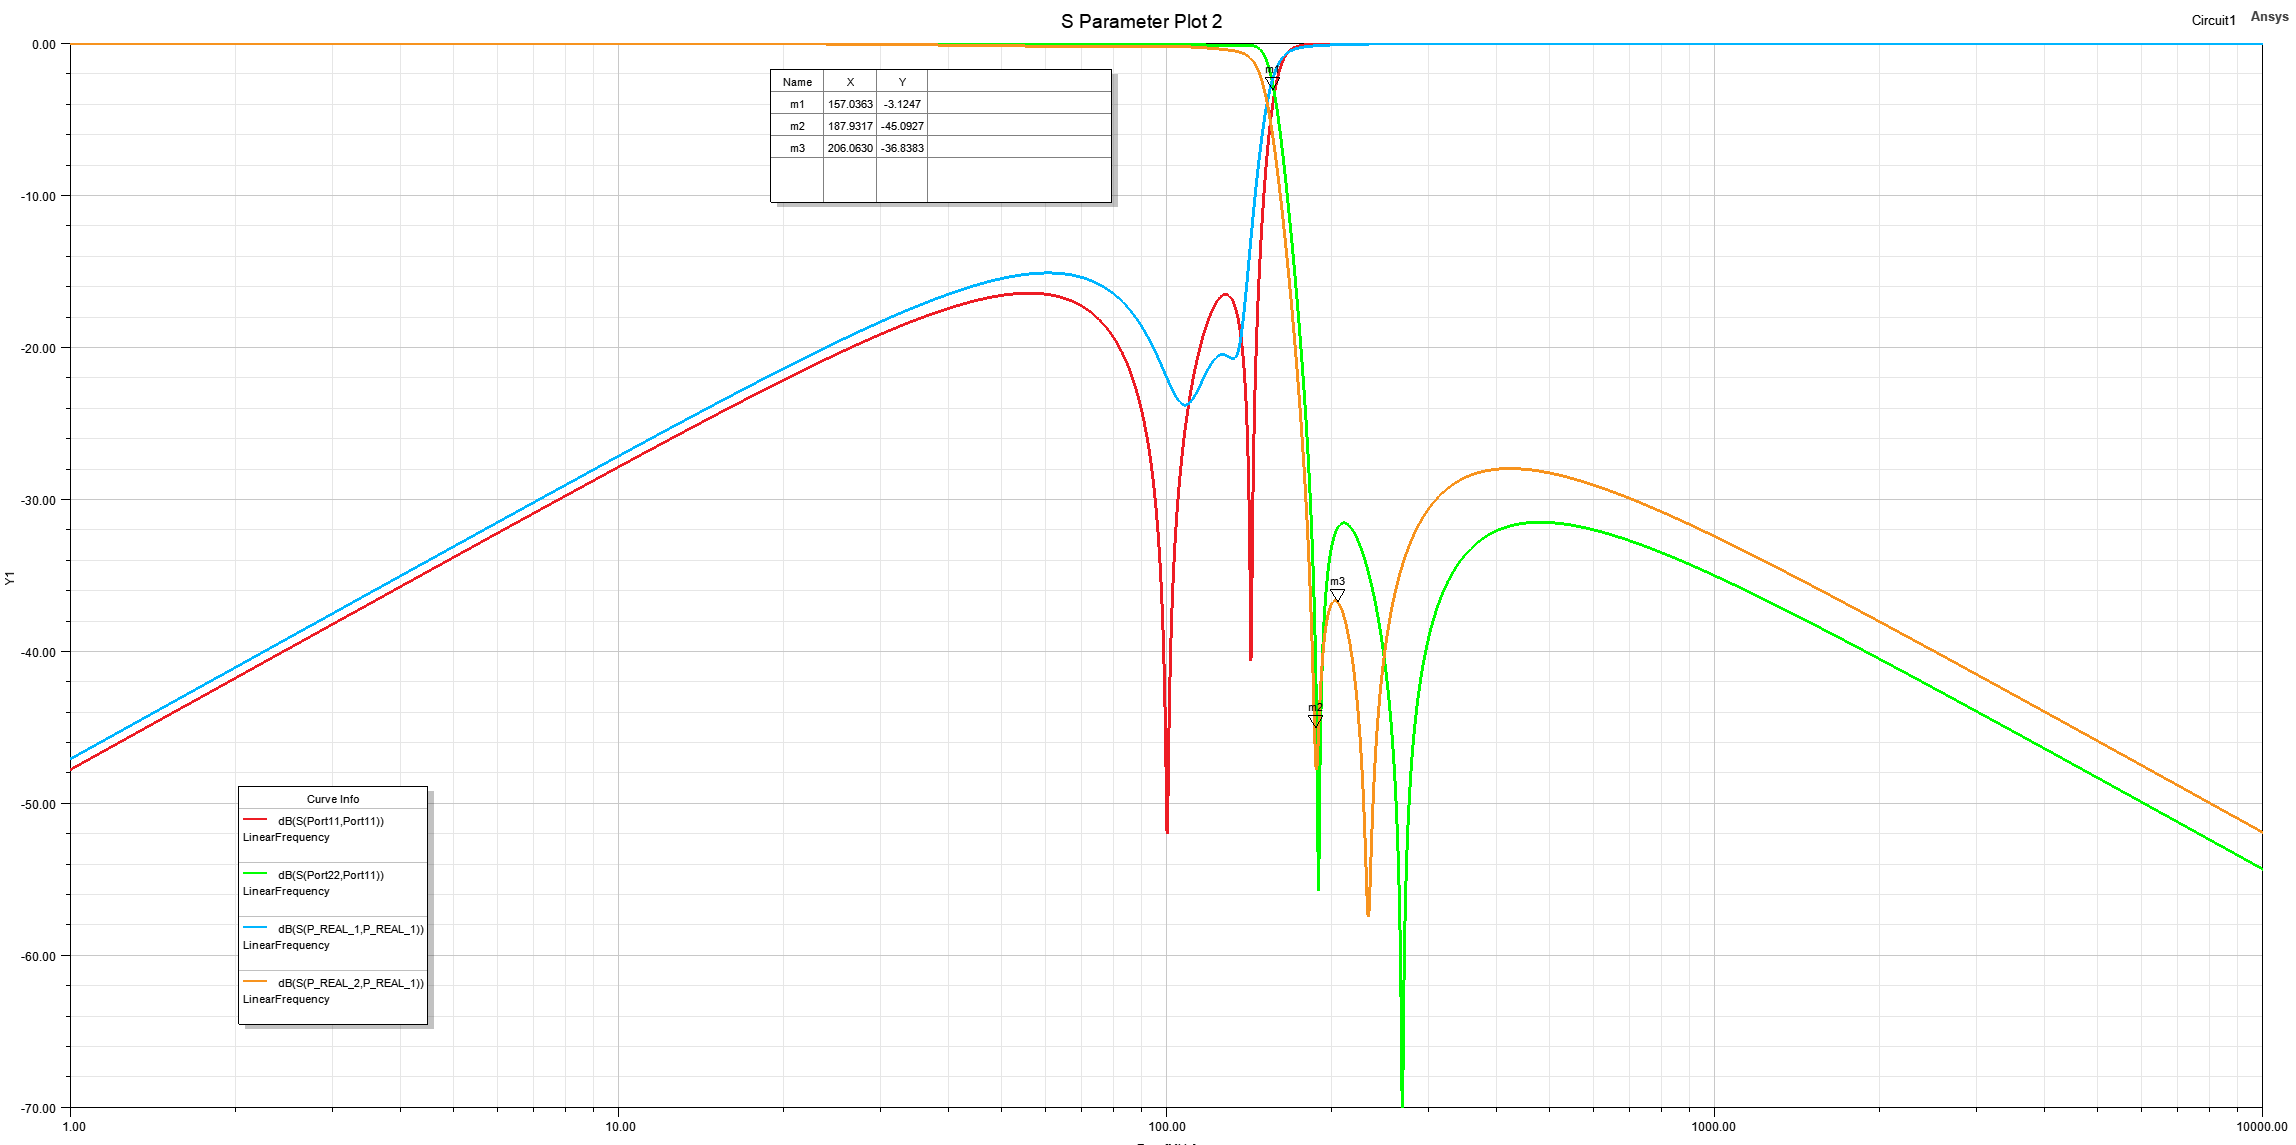 S Parameter Plot 2
Circuit1
Ansys
0.00
-10.00
-20.00
-30.00
-40.00
-50.00
-60.00
-70.00
Y1
Name X Y
m1 157.0363 -3.1247
m2 187.9317 -45.0927
m3 206.0630 -36.8383
m3
m2
Curve Info
dB(S(Port11,Port11))
LinearFrequency
dB(S(Port22,Port11))
LinearFrequency
dB(S(P_REAL_1,P_REAL_1))
LinearFrequency
dB(S(P_REAL_2,P_REAL_1))
LinearFrequency
1.00 10.00 100.00 1000.00 10000.00